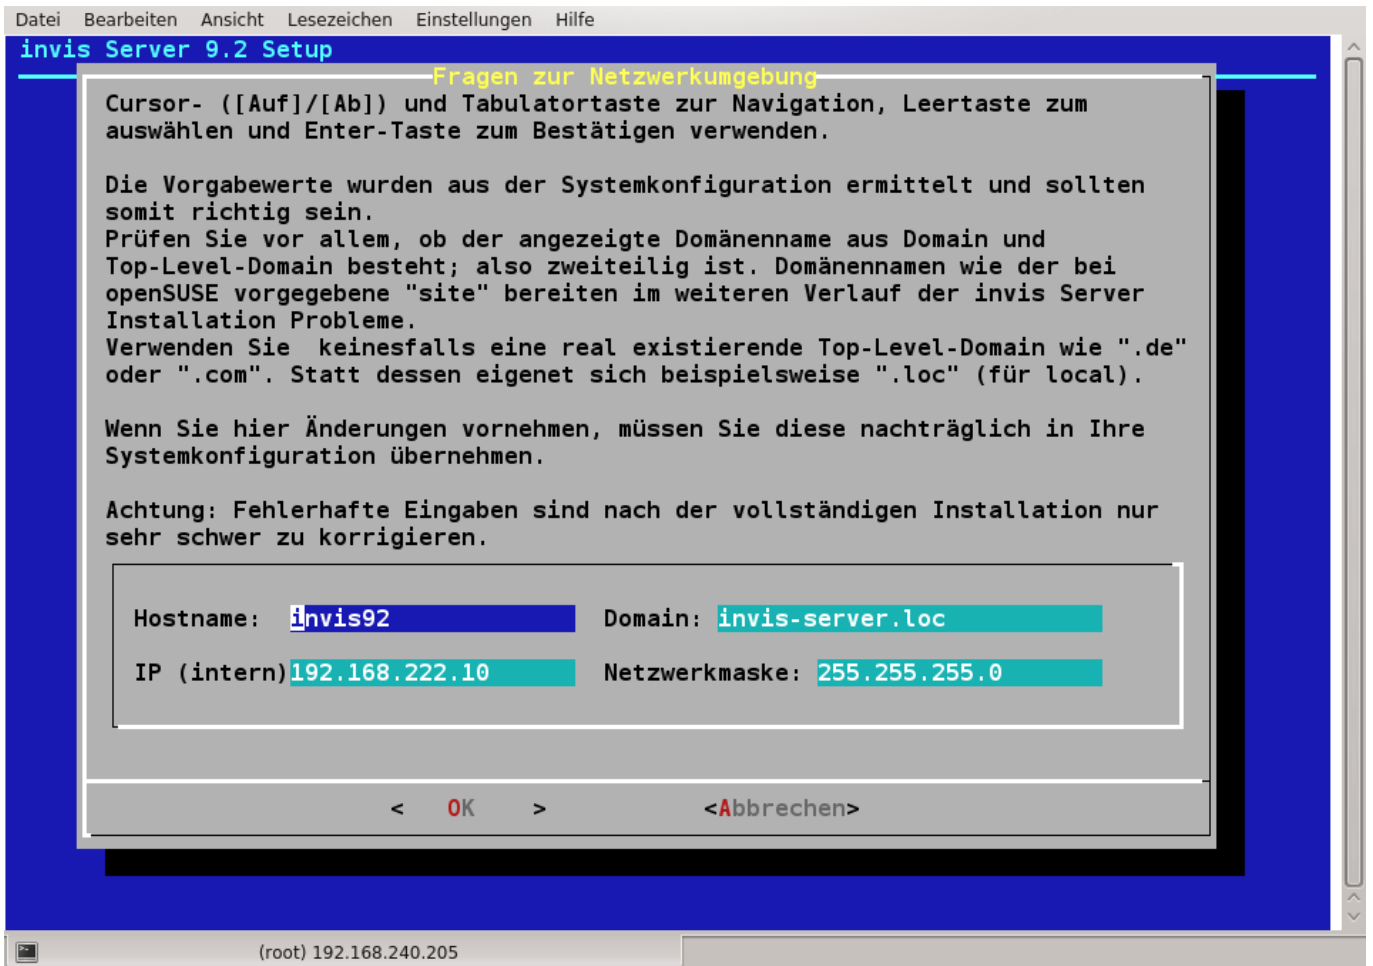 Datei Bearbeiten Ansicht Lesezeichen Einstellungen Hilfe
invis Server 9.2 Setup
Fragen zur Netzwerkumgebung
Cursor- ([Auf]/[Ab]) und Tabulatortaste zur Navigation, Leertaste zum
auswählen und Enter-Taste zum Bestätigen verwenden.
Die Vorgabewerte wurden aus der Systemkonfiguration ermittelt und sollten
somit richtig sein.
Prüfen Sie vor allem, ob der angezeigte Domänenname aus Domain und
Top-Level-Domain besteht; also zweiteilig ist. Domänennamen wie der bei
openSUSE vorgegebene "site" bereiten im weiteren Verlauf der invis Server
Installation Probleme.
Verwenden Sie  keinesfalls eine real existierende Top-Level-Domain wie ".de"
oder ".com". Statt dessen eigenet sich beispielsweise ".loc" (für local).
Wenn Sie hier Änderungen vornehmen, müssen Sie diese nachträglich in Ihre
Systemkonfiguration übernehmen.
Achtung: Fehlerhafte Eingaben sind nach der vollständigen Installation nur
sehr schwer zu korrigieren.
Hostname: invis92 Domain: invis-server.loc
IP (intern) 192.168.222.10 Netzwerkmaske: 255.255.255.0
< OK > <Abbrechen>
(root) 192.168.240.205